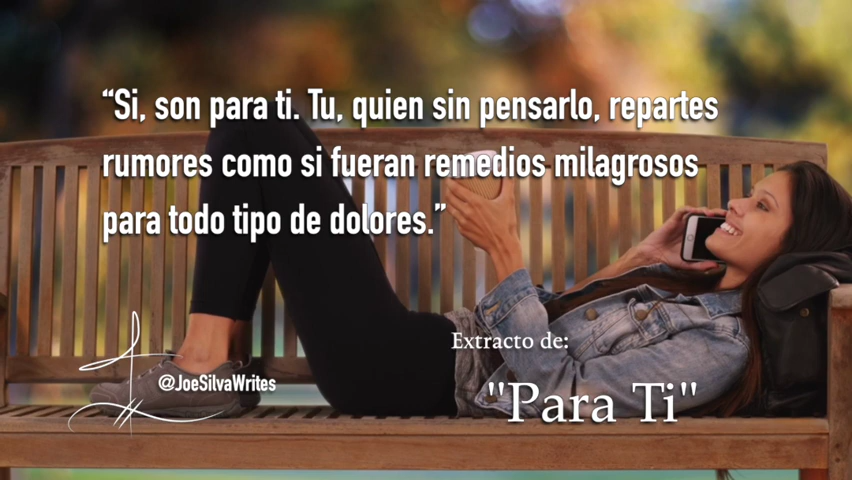 “Si, son para ti. Tu, quien sin pensarlo, repartes
rumores como si fueran remedios milagrosos
para todo tipo de dolores.”
Extracto de:
@JoeSilvaWrites
"Para Ti"